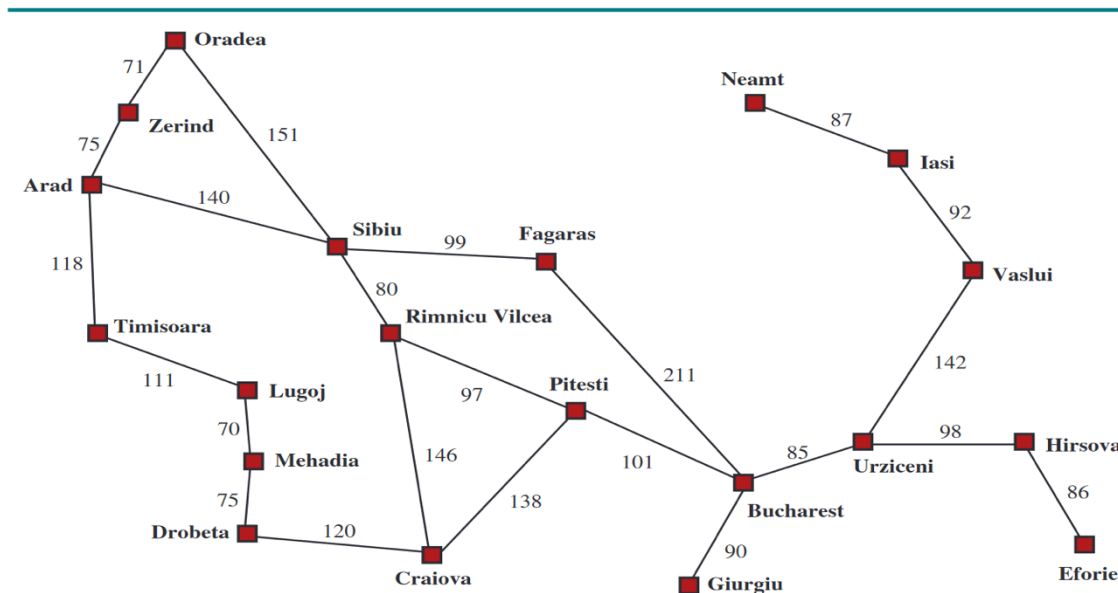 Oradea
71
Neamt
Zerind
87
75
151
Iasi
Arad
140
92
Sibiu
Fagaras
99
118
Vaslui
80
Timisoara
Rimnicu Vilcea
142
111
Lugoj
97
Pitesti
211
70
98
Hirsova
146
101
85
Urziceni
Mehadia
86
75
138
Bucharest
Drobeta
120
90
Craiova
Giurgiu
Eforie